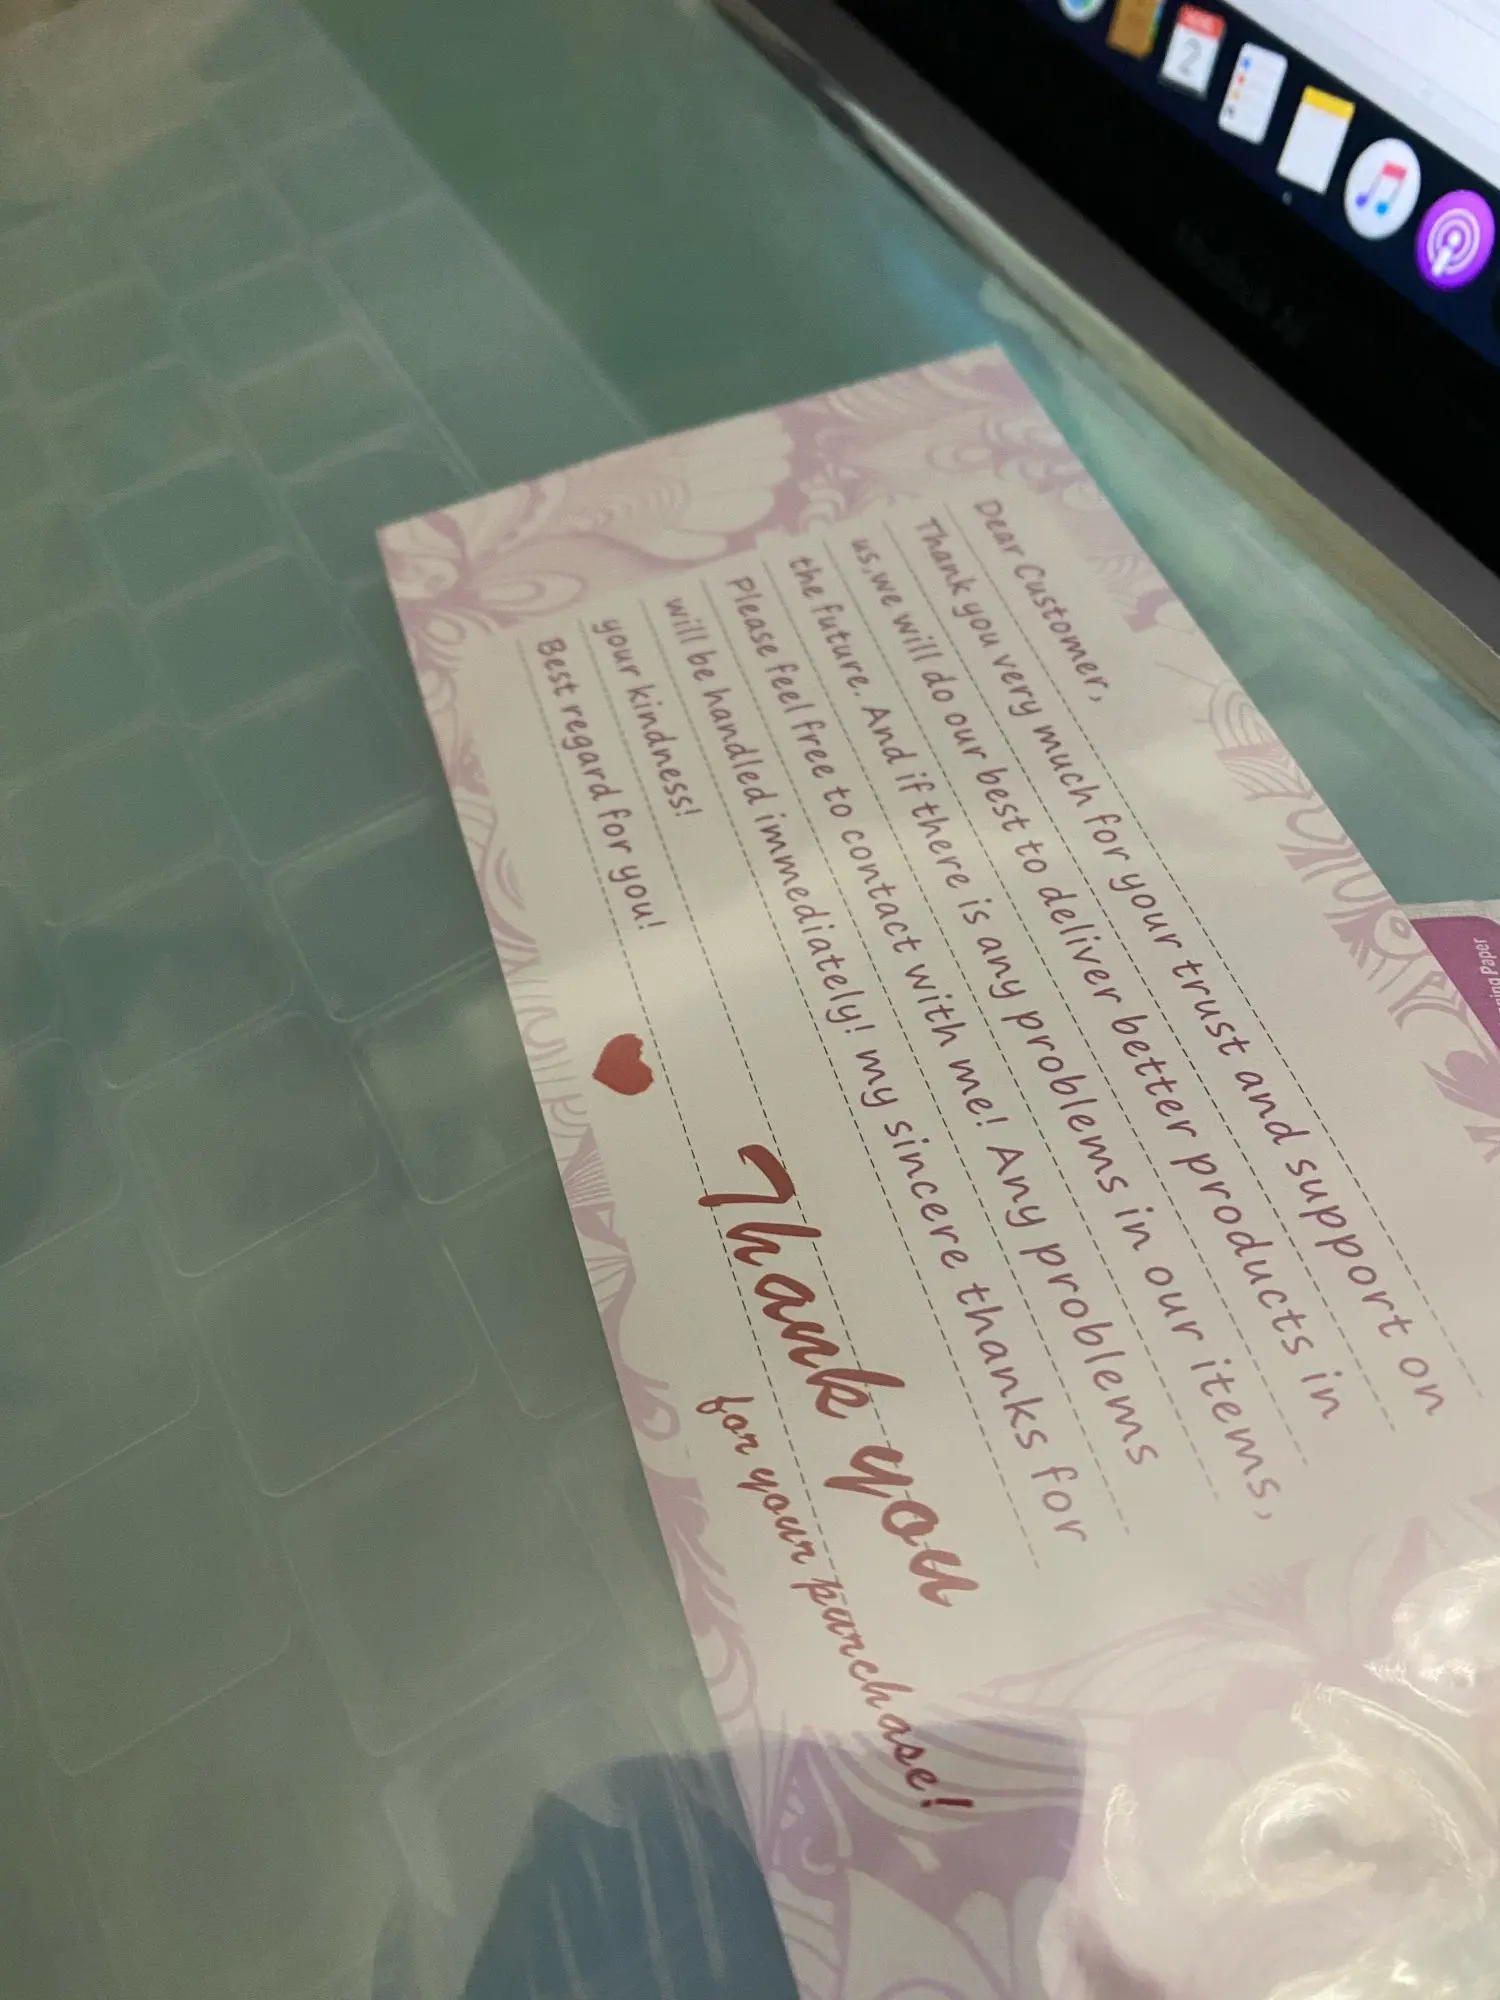 Dear Customer,
Thank you very much for your trust and support on
us,we will do our best to deliver better products in
the future. And if there is any problems in our items,
Please feel free to contact with me! Any problems
will be handled immediately! my sincere thanks for
your kindness!
Best regard for you!
Thank you
for your purchase!
2
Paper